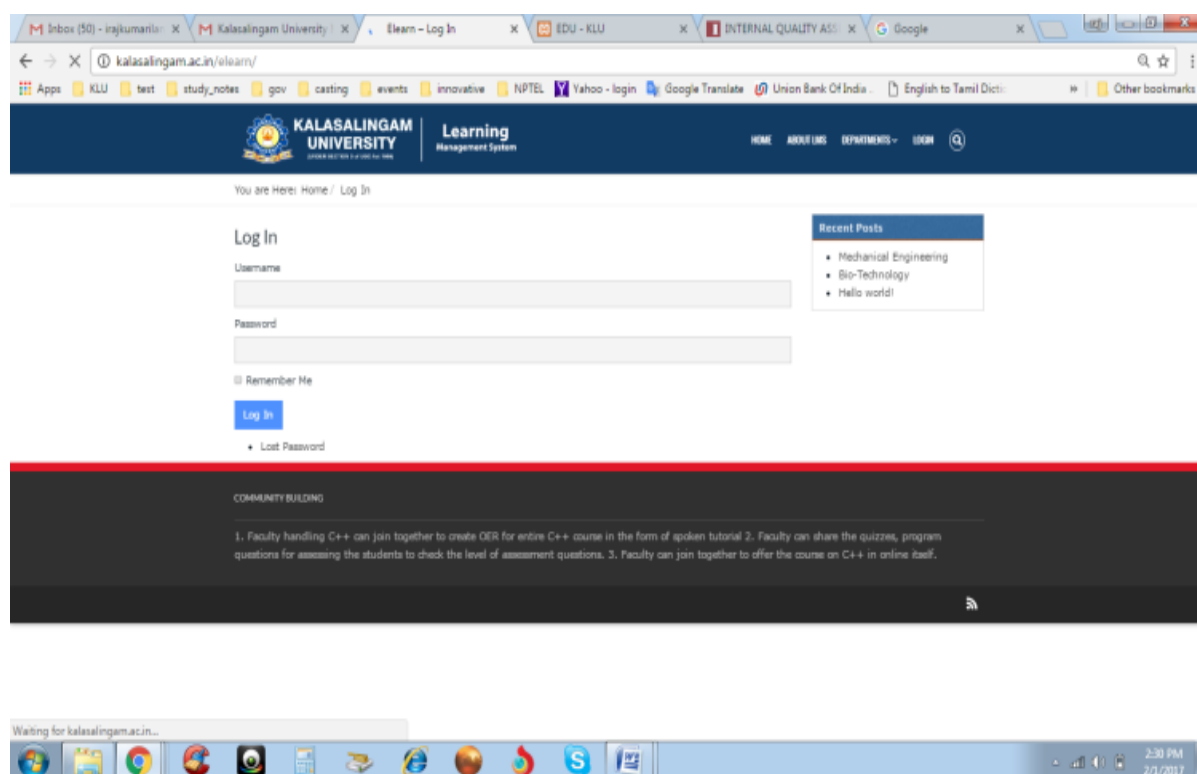 Inbox (50) - irajkumarila
Kalasalingam University
Elearn – Log In
EDU - KLU
INTERNAL QUALITY ASS
Google
kalasalingam.ac.in/elearn/
Apps KLU test study_notes gov casting events innovative NPTEL Yahoo - login Google Translate Union Bank Of India English to Tamil Dictio » Other bookmarks
KALASALINGAM
UNIVERSITY
Learning
Management System
HOME ABOUT LMS DEPARTMENTS LOGIN
You are Here: Home / Log In
Log In
Username
Password
Remember Me
Log In
Lost Password
Recent Posts
Mechanical Engineering
Bio-Technology
Hello world!
COMMUNITY BUILDING
1. Faculty handling C++ can join together to create OER for entire C++ course in the form of spoken tutorial 2. Faculty can share the quizzes, program
questions for assessing the students to check the level of assessment questions. 3. Faculty can join together to offer the course on C++ in online itself.
Waiting for kalasalingam.ac.in...
2:30 PM
2/1/2017